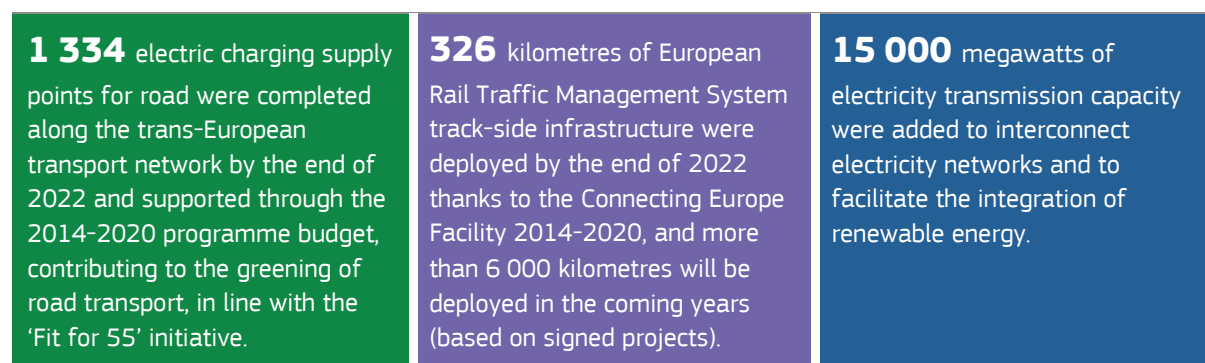 1 334 electric charging supply
points for road were completed
along the trans-European
transport network by the end of
2022 and supported through the
2014-2020 programme budget,
contributing to the greening of
road transport, in line with the
‘Fit for 55’ initiative.
326 kilometres of European
Rail Traffic Management System
track-side infrastructure were
deployed by the end of 2022
thanks to the Connecting Europe
Facility 2014-2020, and more
than 6 000 kilometres will be
deployed in the coming years
(based on signed projects).
15 000 megawatts of
electricity transmission capacity
were added to interconnect
electricity networks and to
facilitate the integration of
renewable energy.